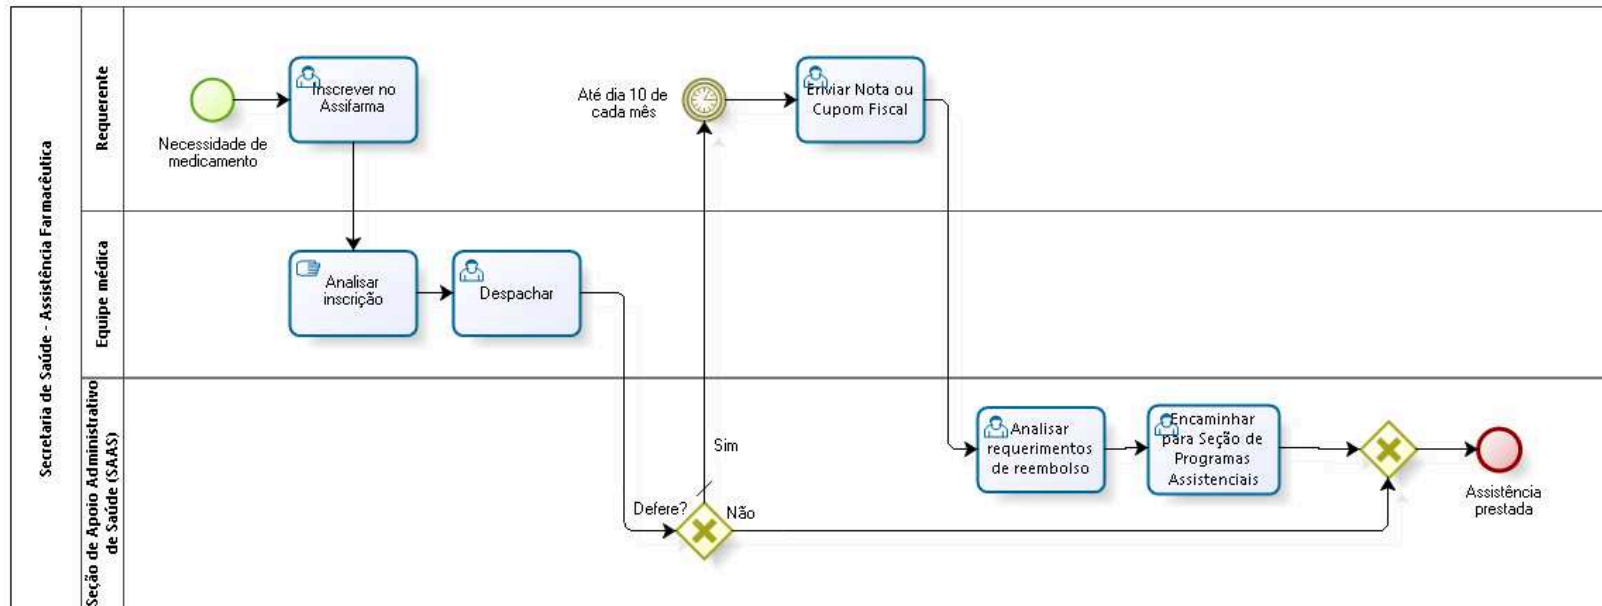 Secretaria de Saúde - Assistência Farmacêutica
Requerente
Necessidade de
medicamento
Inscrever no
Assifarma
Até dia 10 de
cada mês
Enviar Nota ou
Cupom Fiscal
Equipe médica
Analisar
inscrição
Despachar
Seção de Apoio Administrativo
de Saúde (SAAS)
Defere?
Sim
Não
Analisar
requerimentos
de reembolso
Encaminhar
para Seção de
Programas
Assistenciais
Assistência
prestada